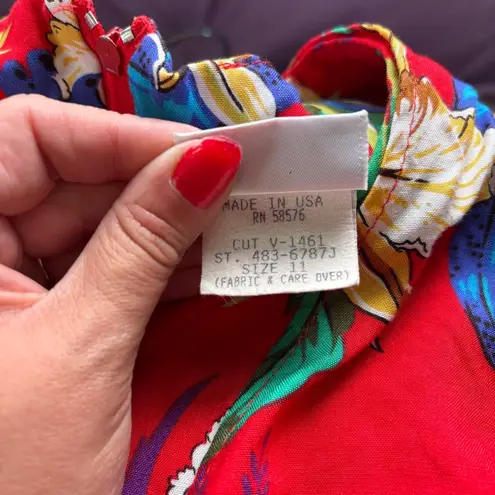 MADE IN USA
RN 58576
CUT V-1461
ST. 483-6787J
SIZE 11
(FABRIC & CARE OVER)